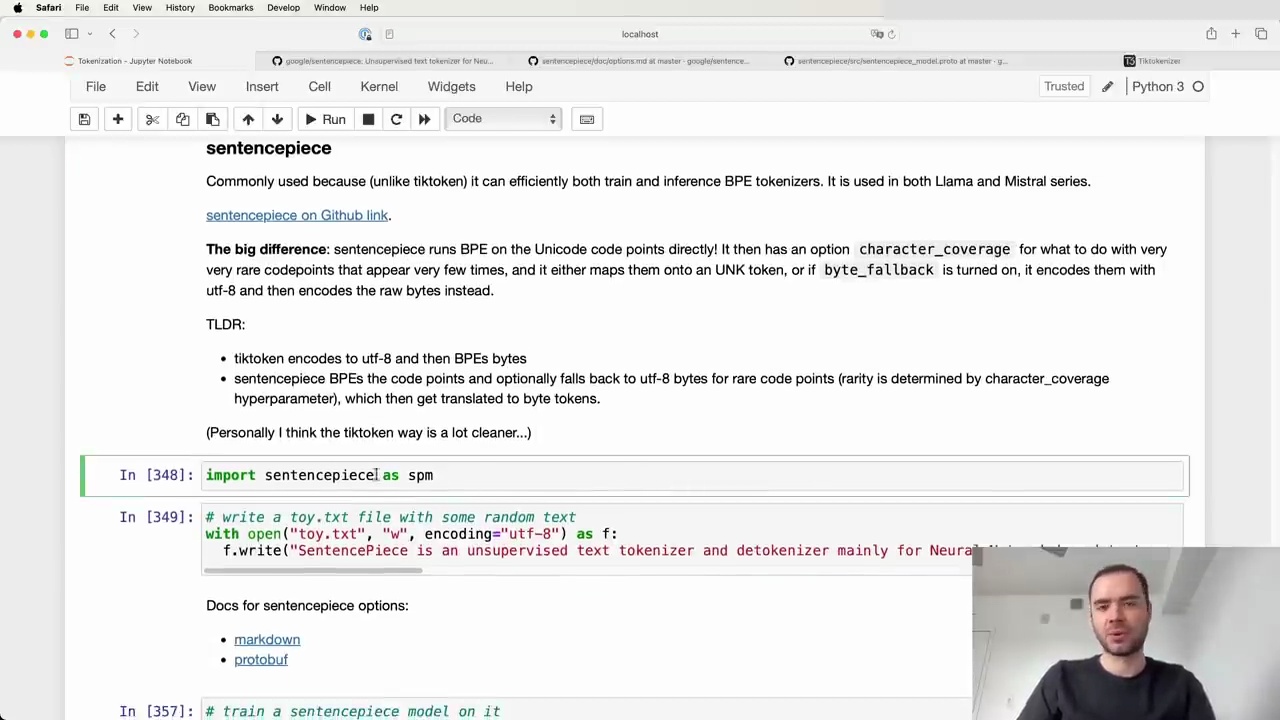 Safari File Edit View History Bookmarks Develop Window Help
localhost
Tokenization - Jupyter Notebook
google/sentencepiece: Unsupervised text tokenizer for Neu...
sentencepiece/doc/options.md at master · google/sentence...
sentencepiece/src/sentencepiece_model.proto at master · g...
Tiktokenizer
File Edit View Insert Cell Kernel Widgets Help
Trusted
Python 3
Run
Code
sentencepiece
Commonly used because (unlike tiktoken) it can efficiently both train and inference BPE tokenizers. It is used in both Llama and Mistral series.
sentencepiece on Github link.
The big difference: sentencepiece runs BPE on the Unicode code points directly! It then has an option character_coverage for what to do with very
very rare codepoints that appear very few times, and it either maps them onto an UNK token, or if byte_fallback is turned on, it encodes them with
utf-8 and then encodes the raw bytes instead.
TLDR:
• tiktoken encodes to utf-8 and then BPEs bytes
• sentencepiece BPEs the code points and optionally falls back to utf-8 bytes for rare code points (rarity is determined by character_coverage
hyperparameter), which then get translated to byte tokens.
(Personally I think the tiktoken way is a lot cleaner...)
In [348]: import sentencepiece as spm
In [349]: # write a toy.txt file with some random text
with open("toy.txt", "w", encoding="utf-8") as f:
f.write("SentencePiece is an unsupervised text tokenizer and detokenizer mainly for
Docs for sentencepiece options:
• markdown
• protobuf
In [357]: # train a sentencepiece model on it